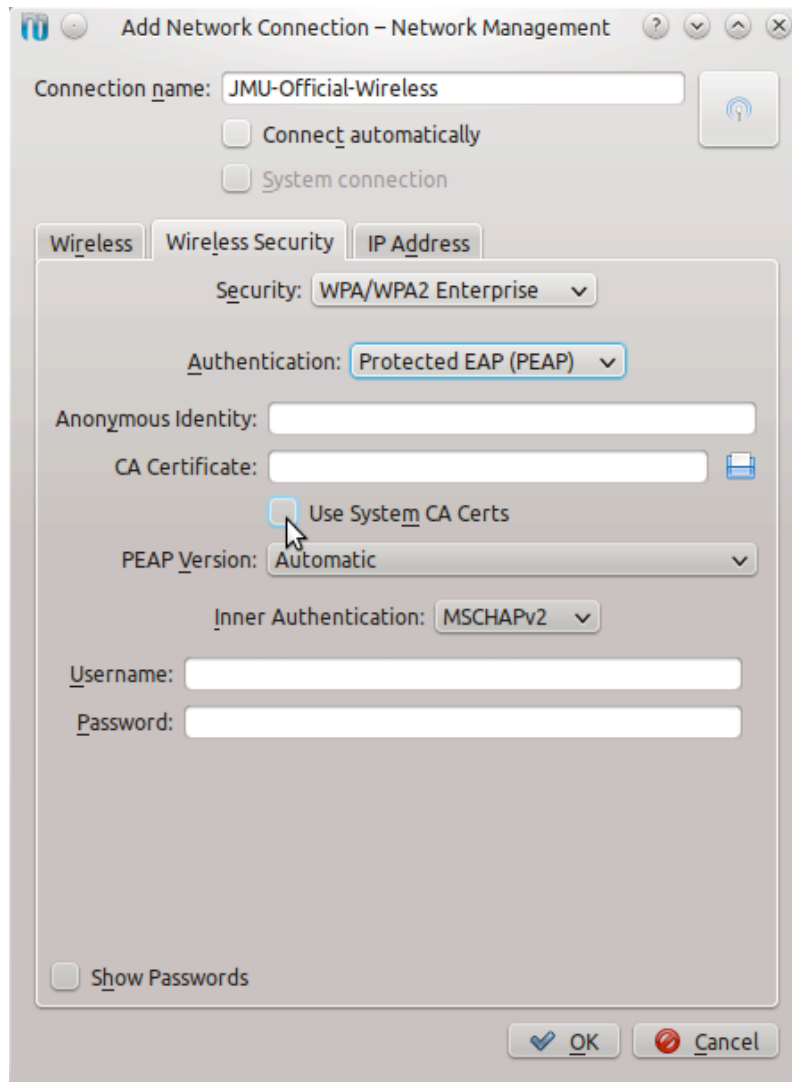 Add Network Connection – Network Management
Connection name: JMU-Official-Wireless
Connect automatically
System connection
Wireless Wireless Security IP Address
Security: WPA/WPA2 Enterprise
Authentication: Protected EAP (PEAP)
Anonymous Identity:
CA Certificate:
Use System CA Certs
PEAP Version: Automatic
Inner Authentication: MSCHAPv2
Username:
Password:
Show Passwords
OK Cancel